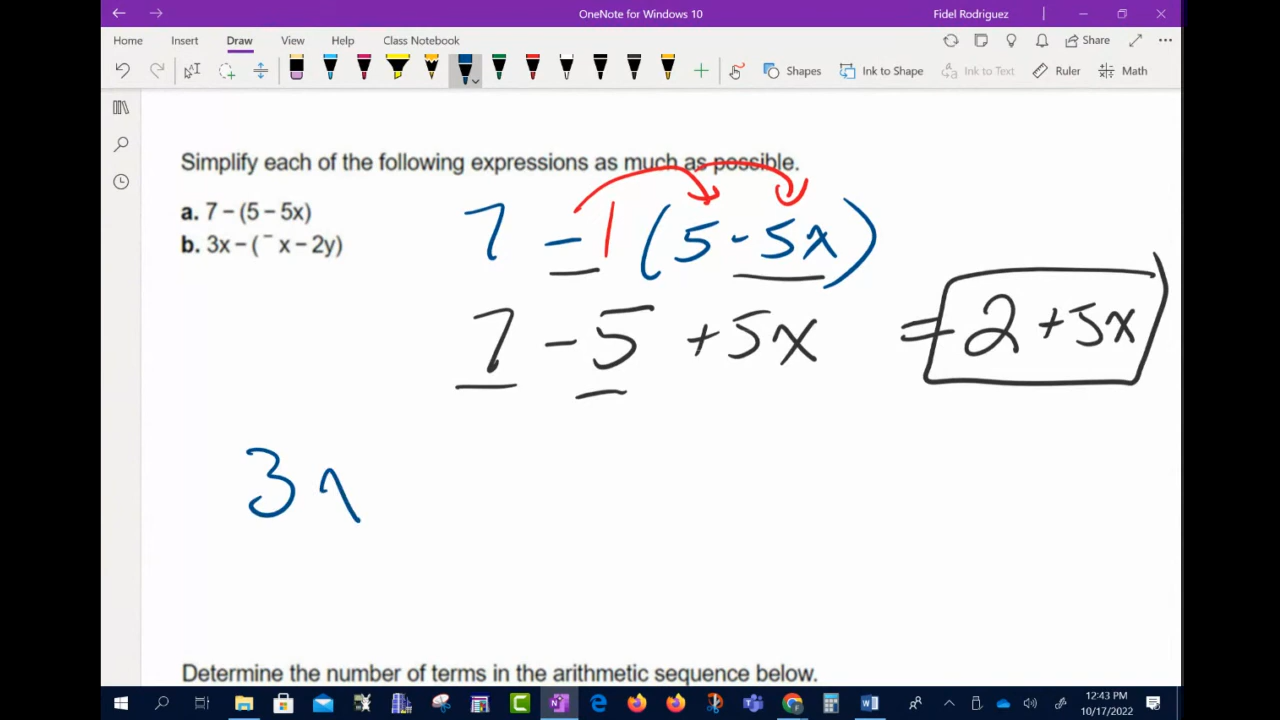 OneNote for Windows 10
Fidel Rodriguez
Home Insert Draw View Help Class Notebook
Share
Shapes Ink to Shape Ink to Text Ruler Math
Simplify each of the following expressions as much as possible.
a. 7 – (5 – 5x)
7 - 1 (5 - 5x)
b. 3x – (⁻ x – 2y)
7 - 5 + 5x = 2 + 5x
3
Determine the number of terms in the arithmetic sequence below.
12:43 PM
10/17/2022